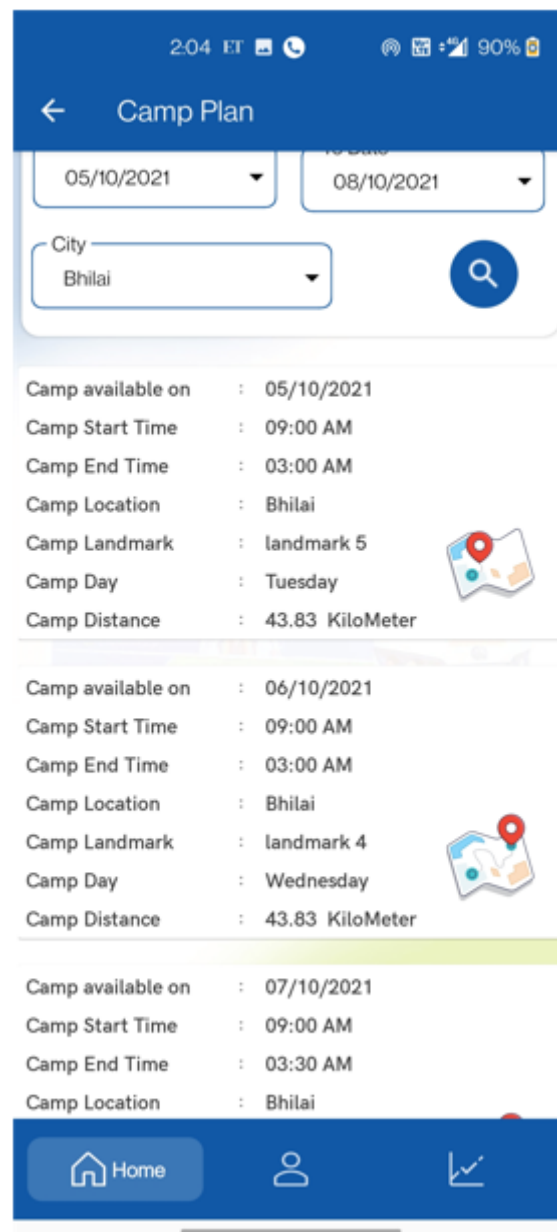 2:04 ET 4G 90%
Camp Plan
To Date
05/10/2021 08/10/2021
City
Bhilai
Camp available on : 05/10/2021
Camp Start Time : 09:00 AM
Camp End Time : 03:00 AM
Camp Location : Bhilai
Camp Landmark : landmark 5
Camp Day : Tuesday
Camp Distance : 43.83 KiloMeter
Camp available on : 06/10/2021
Camp Start Time : 09:00 AM
Camp End Time : 03:00 AM
Camp Location : Bhilai
Camp Landmark : landmark 4
Camp Day : Wednesday
Camp Distance : 43.83 KiloMeter
Camp available on : 07/10/2021
Camp Start Time : 09:00 AM
Camp End Time : 03:30 AM
Camp Location : Bhilai
Home